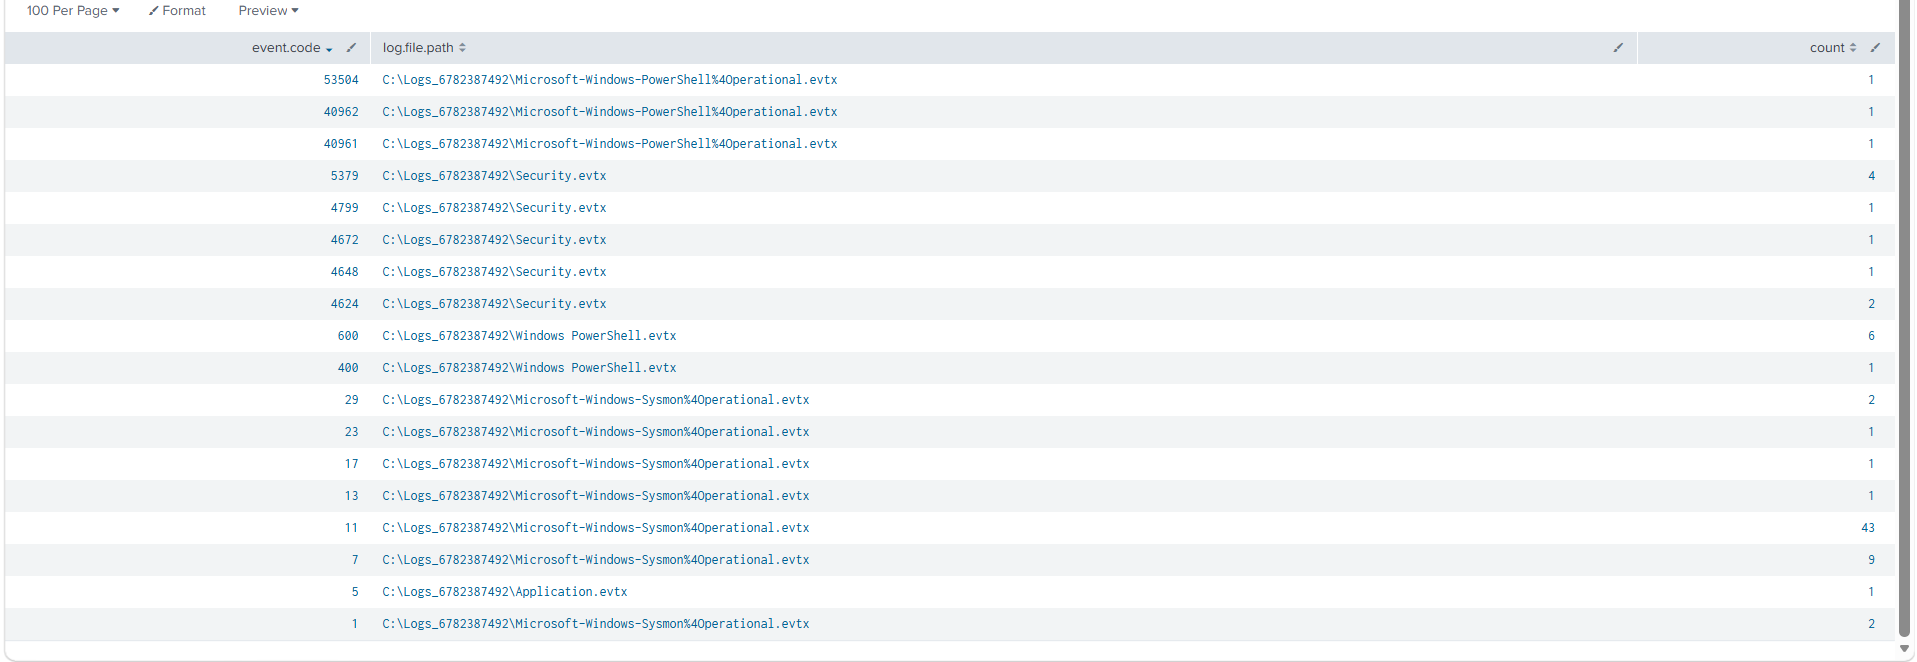 100 Per Page Format Preview
event.code log.file.path count
53504 C:\Logs_6782387492\Microsoft-Windows-PowerShell%4Operational.evtx 1
40962 C:\Logs_6782387492\Microsoft-Windows-PowerShell%4Operational.evtx 1
40961 C:\Logs_6782387492\Microsoft-Windows-PowerShell%4Operational.evtx 1
5379 C:\Logs_6782387492\Security.evtx 4
4799 C:\Logs_6782387492\Security.evtx 1
4672 C:\Logs_6782387492\Security.evtx 1
4648 C:\Logs_6782387492\Security.evtx 1
4624 C:\Logs_6782387492\Security.evtx 2
600 C:\Logs_6782387492\Windows PowerShell.evtx 6
400 C:\Logs_6782387492\Windows PowerShell.evtx 1
29 C:\Logs_6782387492\Microsoft-Windows-Sysmon%4Operational.evtx 2
23 C:\Logs_6782387492\Microsoft-Windows-Sysmon%4Operational.evtx 1
17 C:\Logs_6782387492\Microsoft-Windows-Sysmon%4Operational.evtx 1
13 C:\Logs_6782387492\Microsoft-Windows-Sysmon%4Operational.evtx 1
11 C:\Logs_6782387492\Microsoft-Windows-Sysmon%4Operational.evtx 43
7 C:\Logs_6782387492\Microsoft-Windows-Sysmon%4Operational.evtx 9
5 C:\Logs_6782387492\Application.evtx 1
1 C:\Logs_6782387492\Microsoft-Windows-Sysmon%4Operational.evtx 2